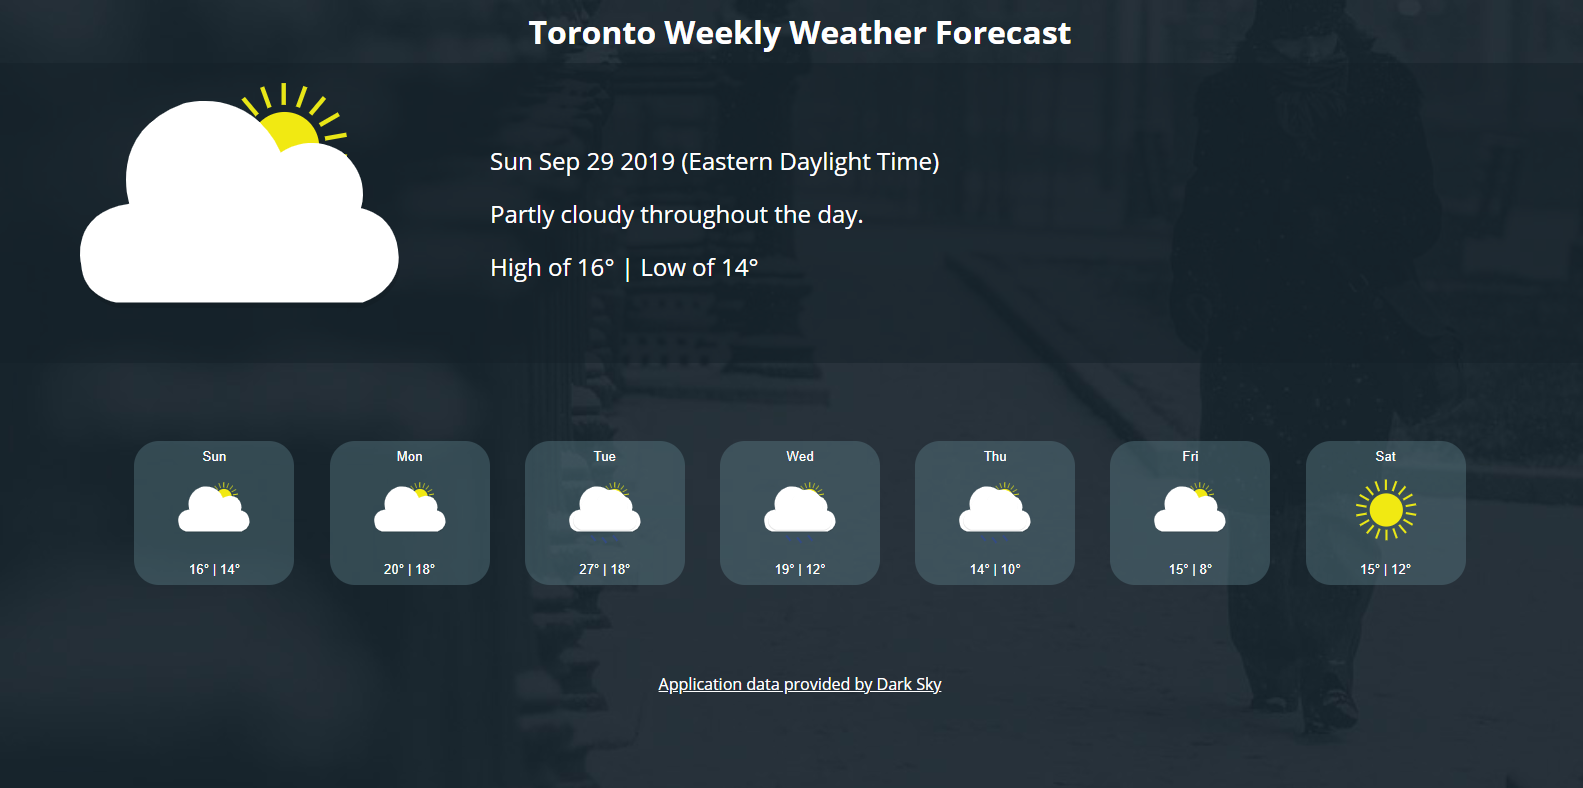 Toronto Weekly Weather Forecast
Sun Sep 29 2019 (Eastern Daylight Time)
Partly cloudy throughout the day.
High of 16° | Low of 14°
Sun
16° | 14°
Mon
20° | 18°
Tue
27° | 18°
Wed
19° | 12°
Thu
14° | 10°
Fri
15° | 8°
Sat
15° | 12°
Application data provided by Dark Sky